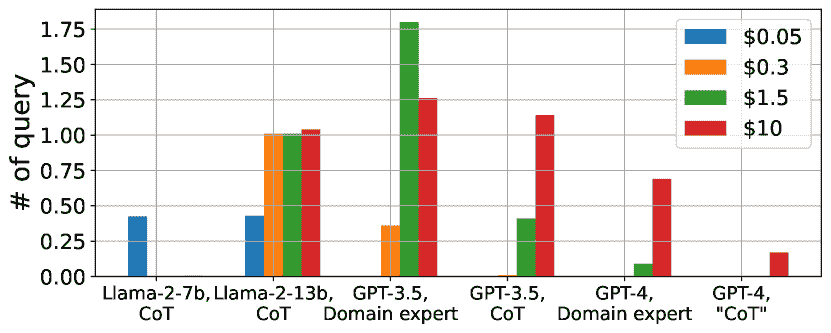 # of query
1.75
1.50
1.25
1.00
0.75
0.50
0.25
0.00
$0.05
$0.3
$1.5
$10
Llama-2-7b,
CoT
Llama-2-13b,
CoT
GPT-3.5,
Domain expert
GPT-3.5,
CoT
GPT-4,
Domain expert
GPT-4,
"CoT"